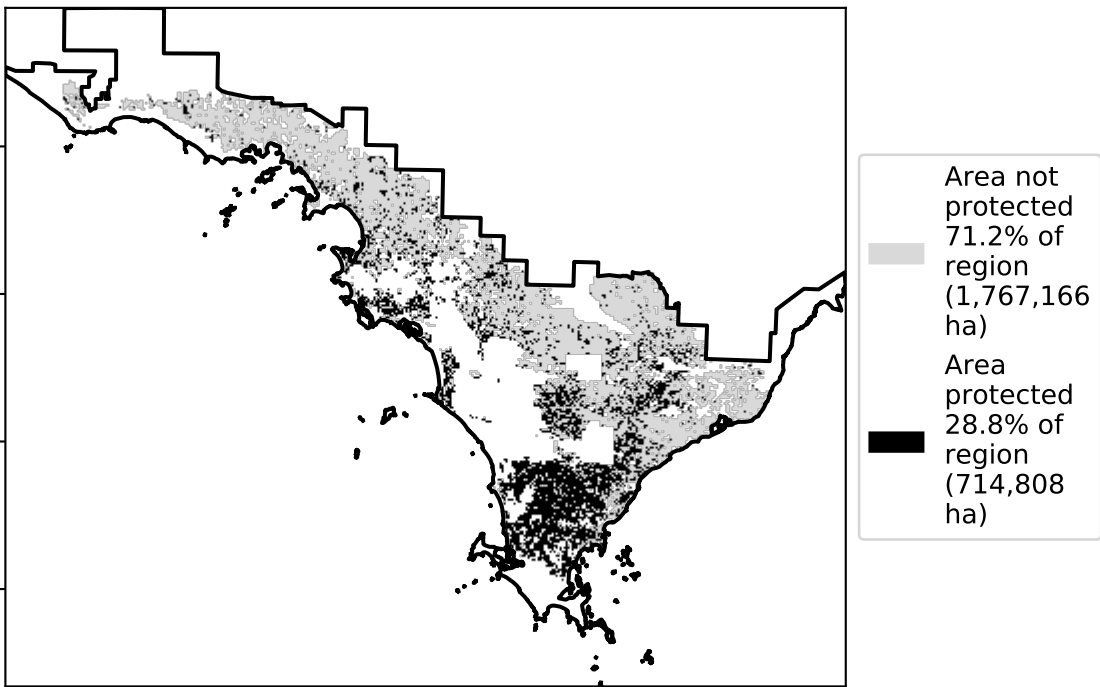 Area not
protected
71.2% of
region
(1,767,166
ha)
Area
protected
28.8% of
region
(714,808
ha)